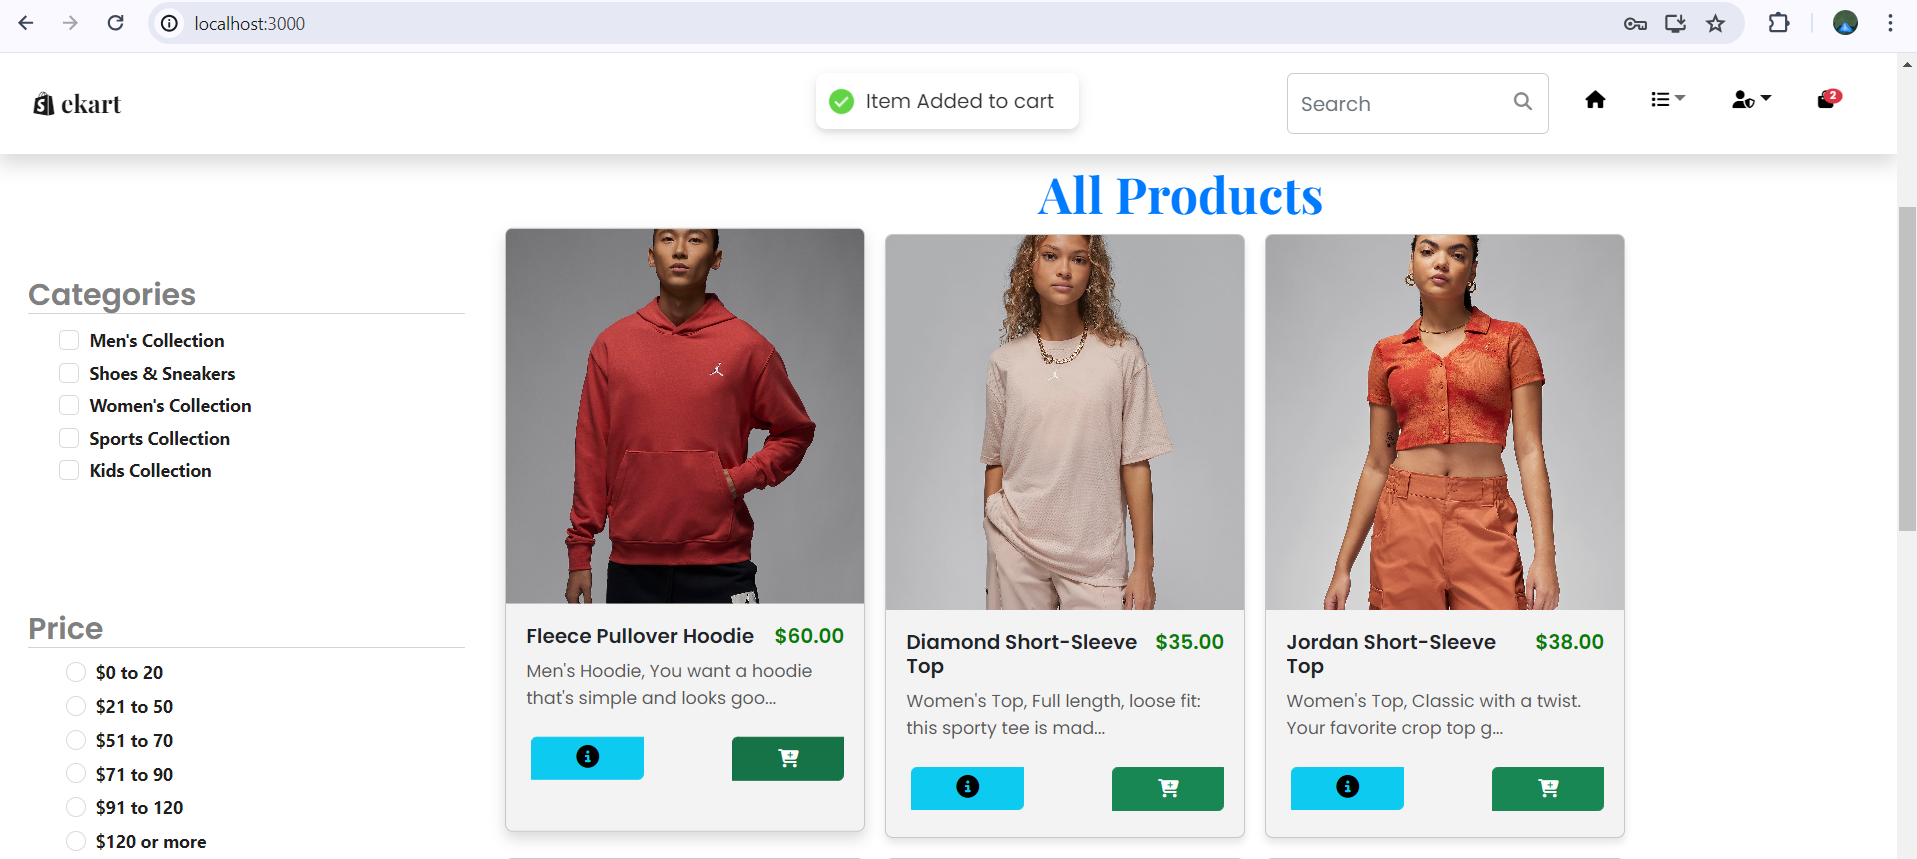 localhost:3000
ekart
Item Added to cart
Search
2
All Products
Categories
Men's Collection
Shoes & Sneakers
Women's Collection
Sports Collection
Kids Collection
Price
$0 to 20
$21 to 50
$51 to 70
$71 to 90
$91 to 120
$120 or more
Fleece Pullover Hoodie $60.00
Men's Hoodie, You want a hoodie
that's simple and looks goo...
Diamond Short-Sleeve $35.00
Top
Women's Top, Full length, loose fit:
this sporty tee is mad...
Jordan Short-Sleeve $38.00
Top
Women's Top, Classic with a twist.
Your favorite crop top g...